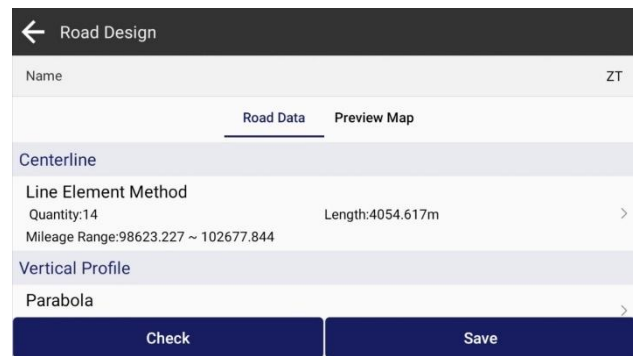 Road Design
Name ZT
Road Data Preview Map
Centerline
Line Element Method
Quantity:14 Length:4054.617m
Mileage Range:98623.227 ~ 102677.844
Vertical Profile
Parabola
Check Save